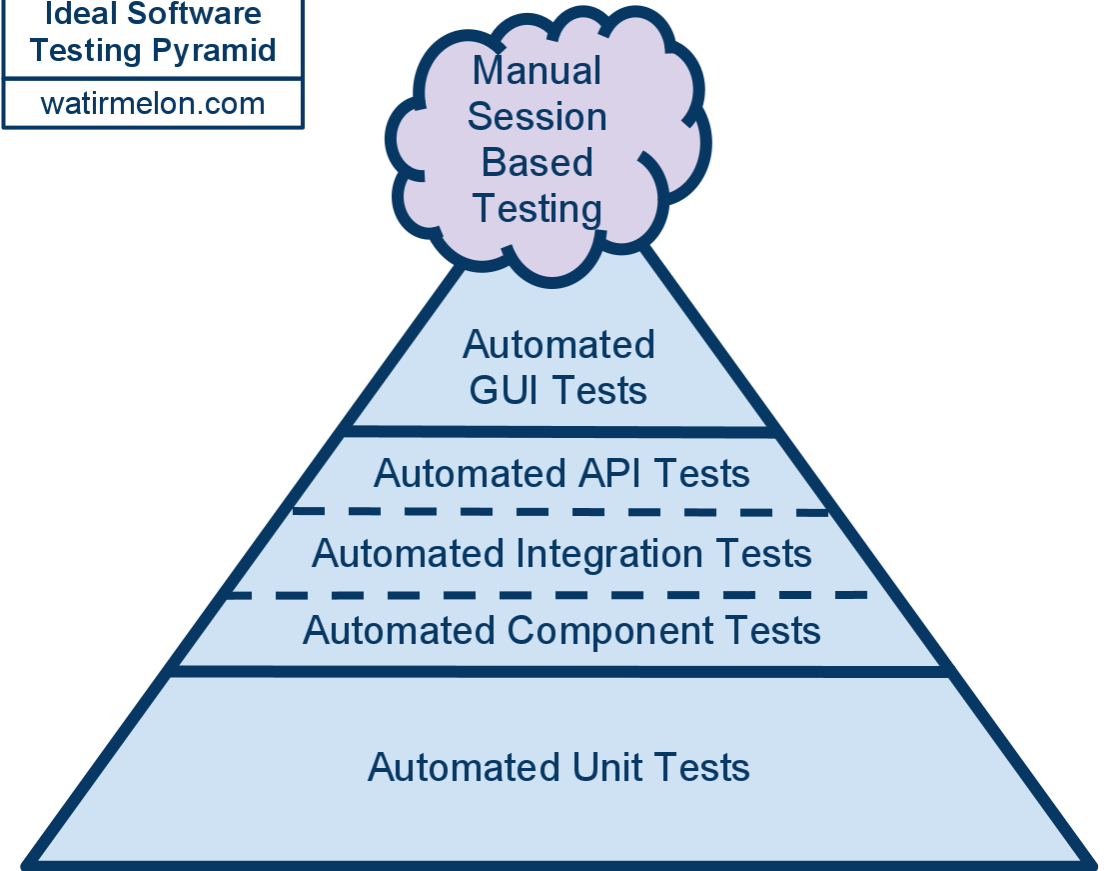 Ideal Software
Testing Pyramid
watirmelon.com
Manual
Session
Based
Testing
Automated
GUI Tests
Automated API Tests
Automated Integration Tests
Automated Component Tests
Automated Unit Tests